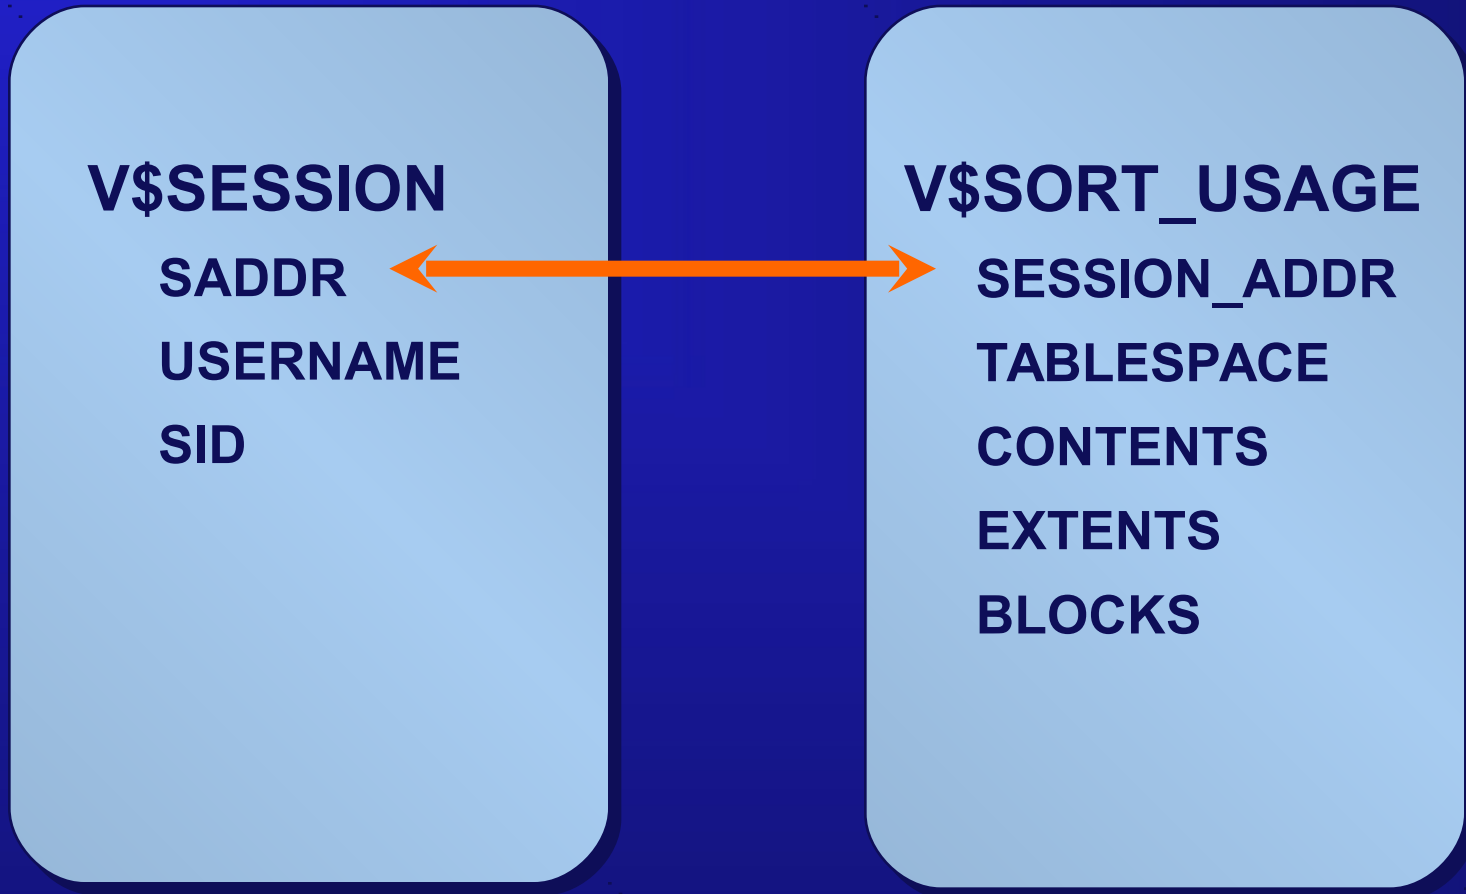 V$SESSION
SADDR
USERNAME
SID
V$SORT_USAGE
SESSION_ADDR
TABLESPACE
CONTENTS
EXTENTS
BLOCKS